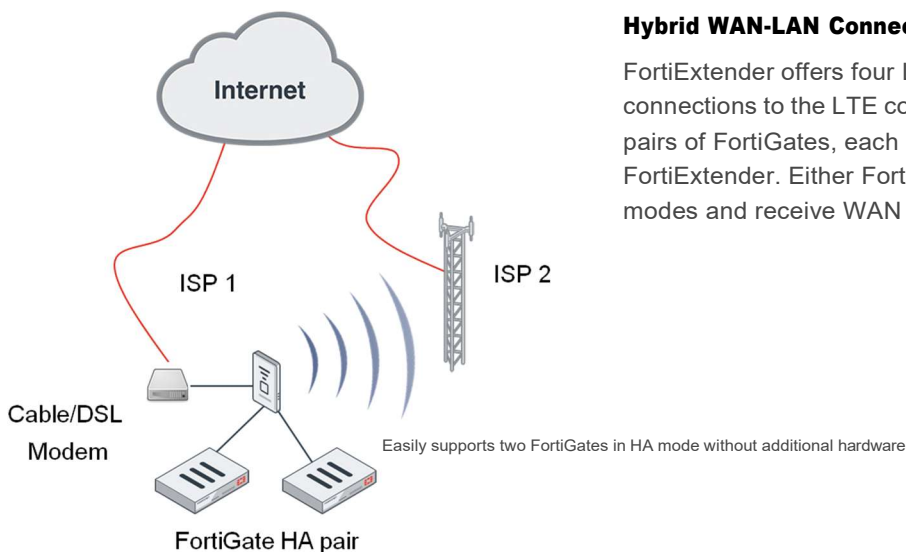 Internet
ISP 1
ISP 2
Cable/DSL
Modem
FortiGate HA pair
Easily supports two FortiGates in HA mode without additional hardware
Hybrid WAN-LAN Connec
FortiExtender offers four
connections to the LTE co
pairs of FortiGates, each
FortiExtender. Either Fort
modes and receive WAN